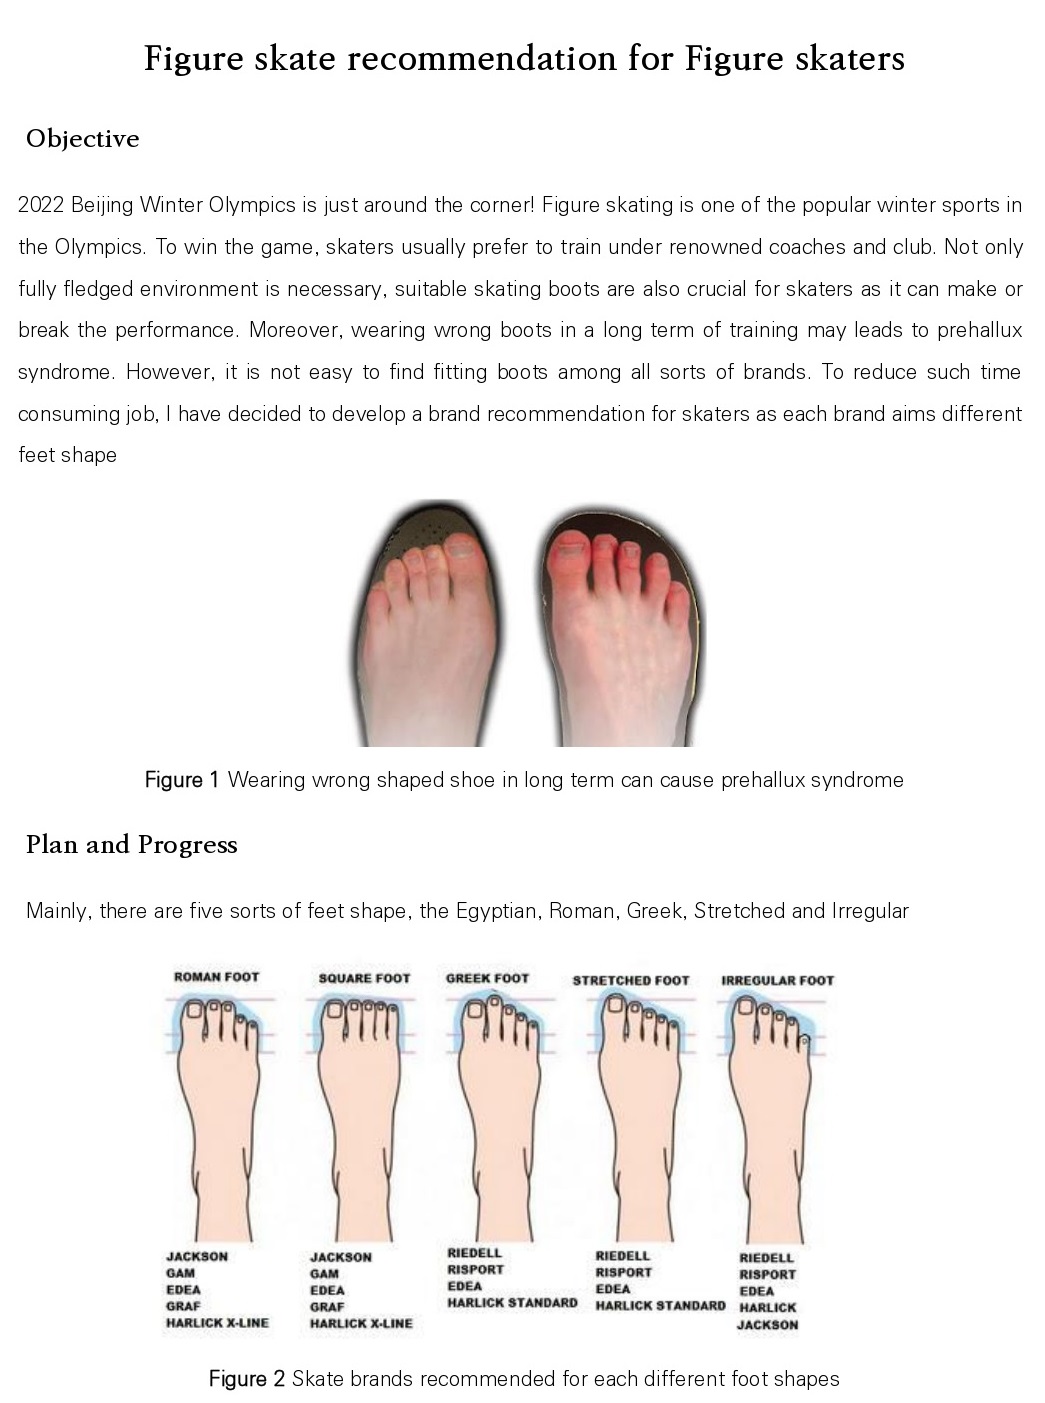 Figure skate recommendation for Figure skaters
Objective
2022 Beijing Winter Olympics is just around the corner! Figure skating is one of the popular winter sports in
the Olympics. To win the game, skaters usually prefer to train under renowned coaches and club. Not only
fully fledged environment is necessary, suitable skating boots are also crucial for skaters as it can make or
break the performance. Moreover, wearing wrong boots in a long term of training may leads to prehallux
syndrome. However, it is not easy to find fitting boots among all sorts of brands. To reduce such time
consuming job, I have decided to develop a brand recommendation for skaters as each brand aims different
feet shape
Figure 1 Wearing wrong shaped shoe in long term can cause prehallux syndrome
Plan and Progress
Mainly, there are five sorts of feet shape, the Egyptian, Roman, Greek, Stretched and Irregular
ROMAN FOOT
JACKSON
GAM
EDEA
GRAF
HARLICK X-LINE
SQUARE FOOT
JACKSON
GAM
EDEA
GRAF
HARLICK X-LINE
GREEK FOOT
RIEDELL
RISPORT
EDEA
HARLICK STANDARD
STRETCHED FOOT
RIEDELL
RISPORT
EDEA
HARLICK STANDARD
IRREGULAR FOOT
RIEDELL
RISPORT
EDEA
HARLICK
JACKSON
Figure 2 Skate brands recommended for each different foot shapes